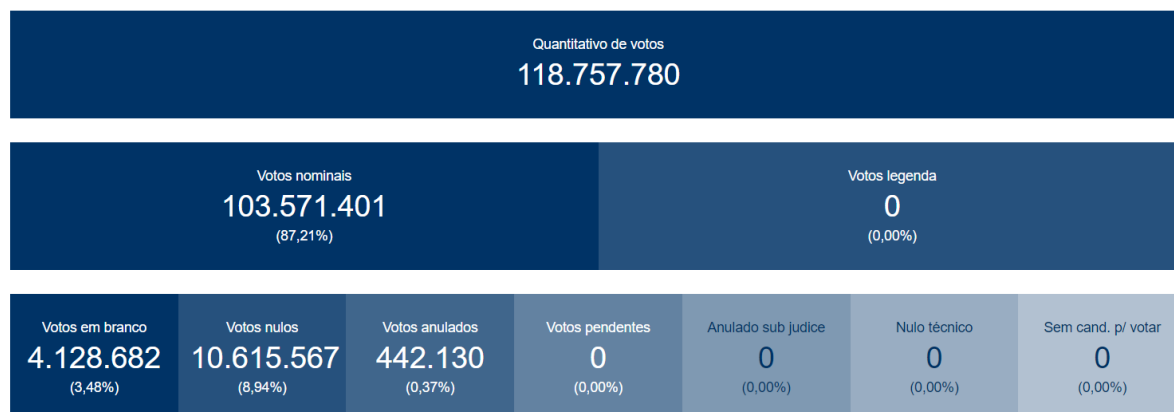 Quantitativo de votos
118.757.780
Votos nominais
103.571.401
(87,21%)
Votos legenda
0
(0,00%)
Votos em branco
4.128.682
(3,48%)
Votos nulos
10.615.567
(8,94%)
Votos anulados
442.130
(0,37%)
Votos pendentes
0
(0,00%)
Anulado sub judice
0
(0,00%)
Nulo técnico
0
(0,00%)
Sem cand. p/ votar
0
(0,00%)